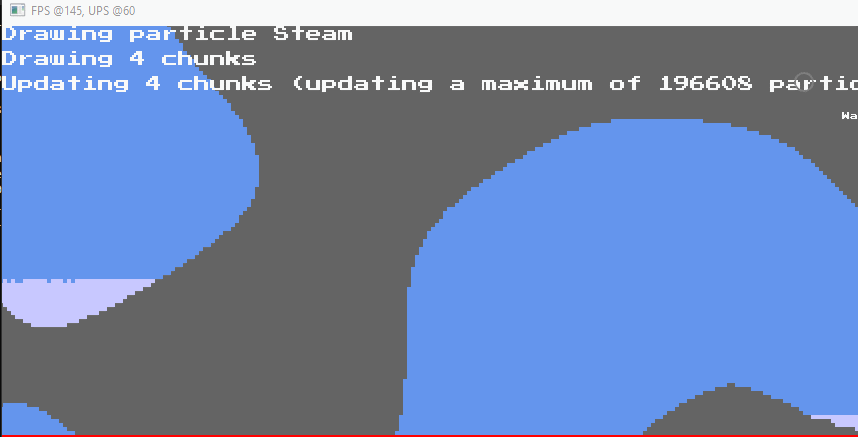 FPS @145, UPS @60
Drawing particle Steam
Drawing 4 chunks
Updating 4 chunks (updating a maximum of 196608 partic
Wa